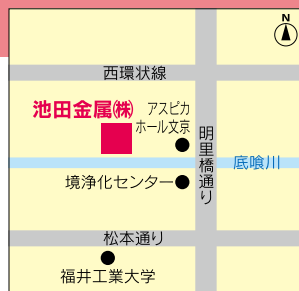 N
西環状線
池田金属㈱
アスピカ
ホール文京
明里橋通り
底喰川
境浄化センター
松本通り
福井工業大学